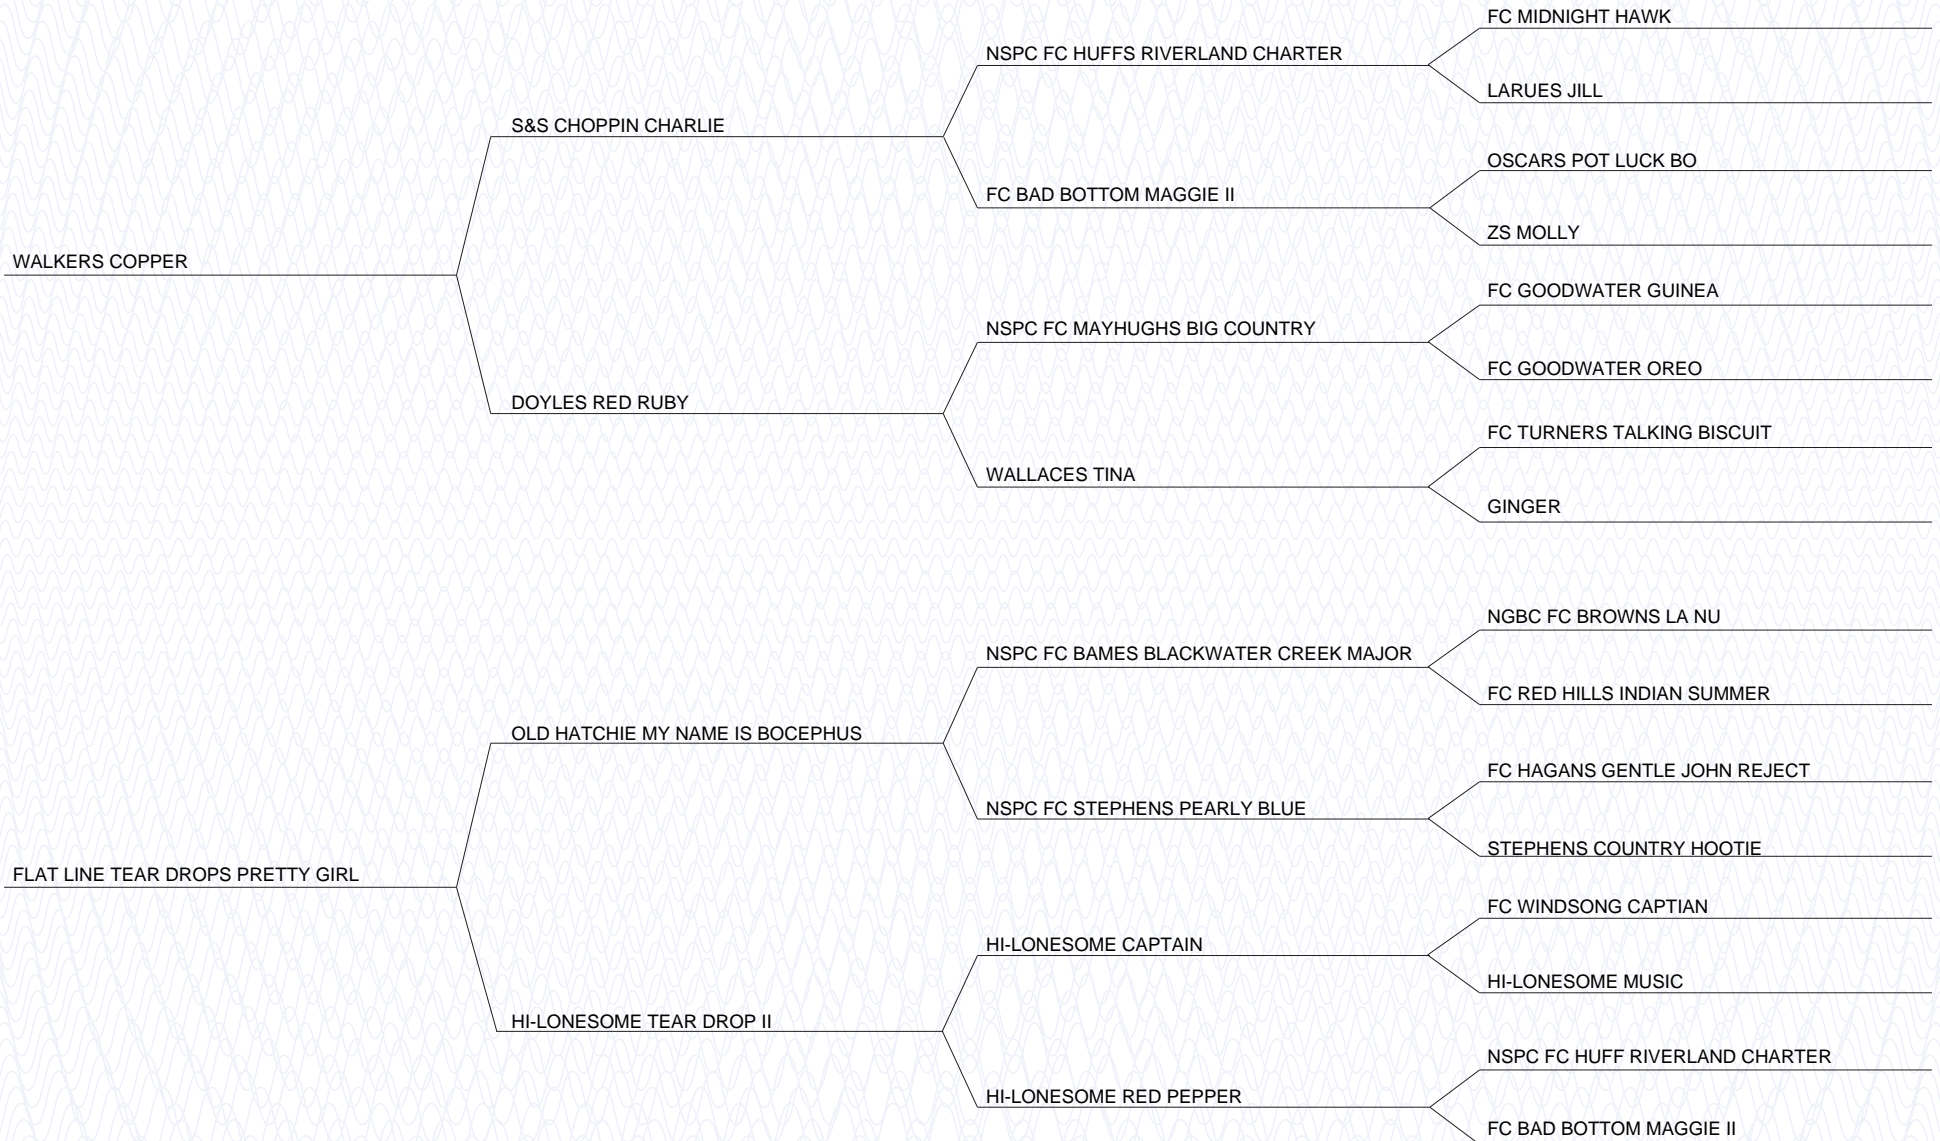 FC MIDNIGHT HAWK
NSPC FC HUFFS RIVERLAND CHARTER
LARUES JILL
S&S CHOPPIN CHARLIE
OSCARS POT LUCK BO
FC BAD BOTTOM MAGGIE II
ZS MOLLY
WALKERS COPPER
FC GOODWATER GUINEA
NSPC FC MAYHUGHS BIG COUNTRY
FC GOODWATER OREO
DOYLES RED RUBY
FC TURNERS TALKING BISCUIT
WALLACES TINA
GINGER
NGBC FC BROWNS LA NU
NSPC FC BAMES BLACKWATER CREEK MAJOR
FC RED HILLS INDIAN SUMMER
OLD HATCHIE MY NAME IS BOCEPHUS
FC HAGANS GENTLE JOHN REJECT
NSPC FC STEPHENS PEARLY BLUE
STEPHENS COUNTRY HOOTIE
FLAT LINE TEAR DROPS PRETTY GIRL
FC WINDSONG CAPTIAN
HI-LONESOME CAPTAIN
HI-LONESOME MUSIC
HI-LONESOME TEAR DROP II
NSPC FC HUFF RIVERLAND CHARTER
HI-LONESOME RED PEPPER
FC BAD BOTTOM MAGGIE II